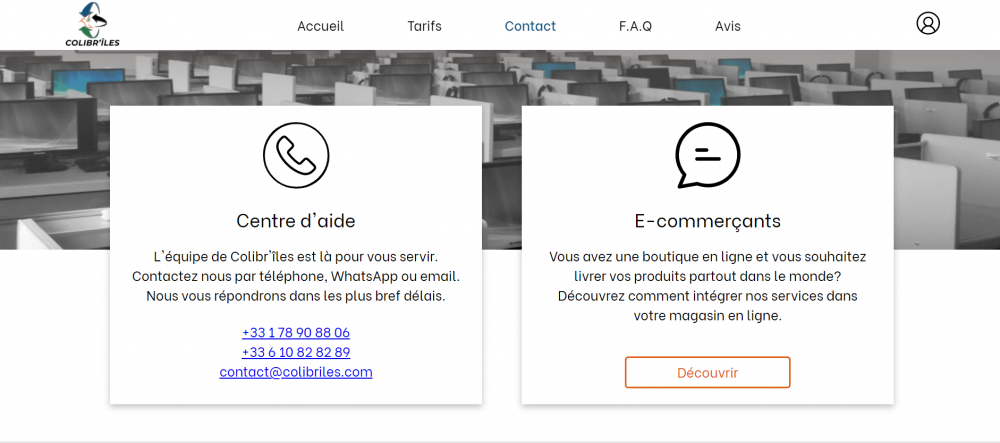 COLIBR'ÎLES
Accueil
Tarifs
Contact
F.A.Q
Avis
Centre d'aide
L'équipe de Colibr'îles est là pour vous servir.
Contactez nous par téléphone, WhatsApp ou email.
Nous vous répondrons dans les plus bref délais.
+33 1 78 90 88 06
+33 6 10 82 82 89
contact@colibriles.com
E-commerçants
Vous avez une boutique en ligne et vous souhaitez
livrer vos produits partout dans le monde?
Découvrez comment intégrer nos services dans
votre magasin en ligne.
Découvrir